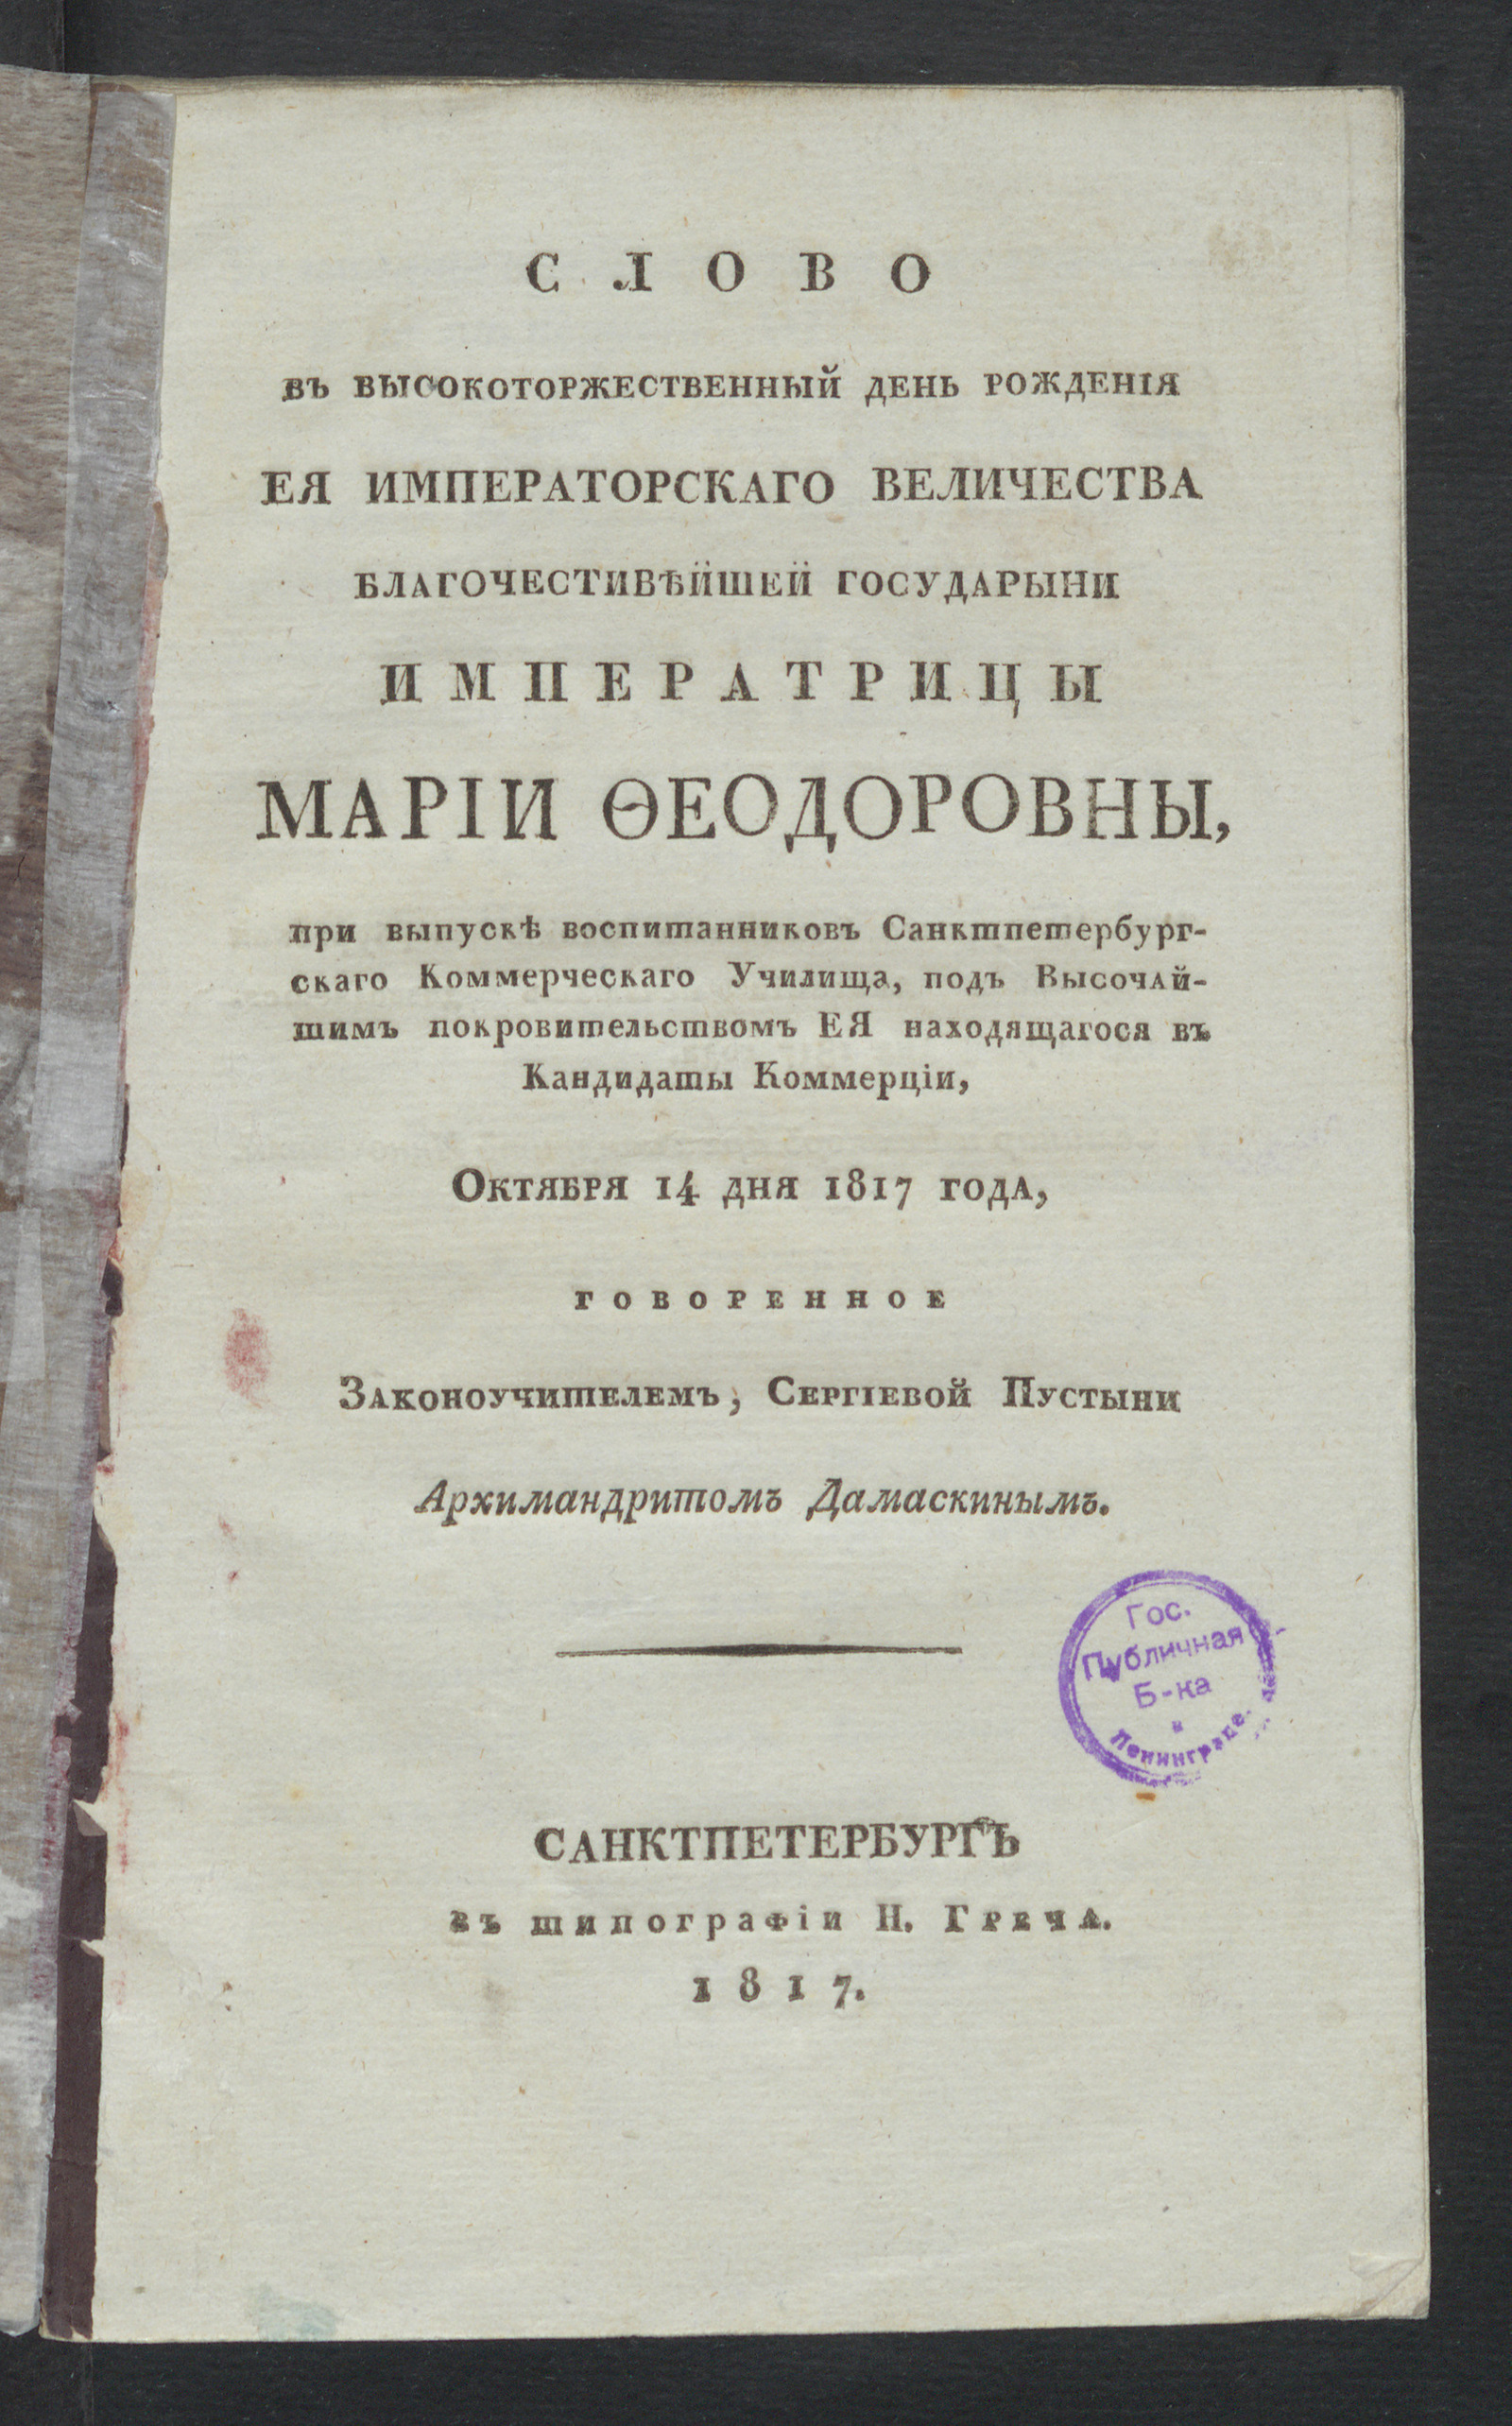 СЛОВО
въ высокоторжественный день рожденія
ЕЯ ИМПЕРАТОРСКАГО ВЕЛИЧЕСТВА
БЛАГОЧЕСТИВѢЙШЕЙ ГОСУДАРЫНИ
ИМПЕРАТРИЦЫ
МАРІИ ѲЕОДОРОВНЫ,
при выпускѣ воспитанниковъ Санктпетербург-
скаго Коммерческаго Училища, подъ Высочай-
шимъ покровительствомъ ЕЯ находящагося въ
Кандидаты Коммерціи,
Октября 14 дня 1817 года,
говоренное
Законоучителемъ, Сергіевой Пустыни
Архимандритомъ Дамаскинымъ.
Гос.
Публичная
Б-ка
в
Ленинграде.
САНКТПЕТЕРБУРГЪ
въ типографіи Н. Греча.
1817.